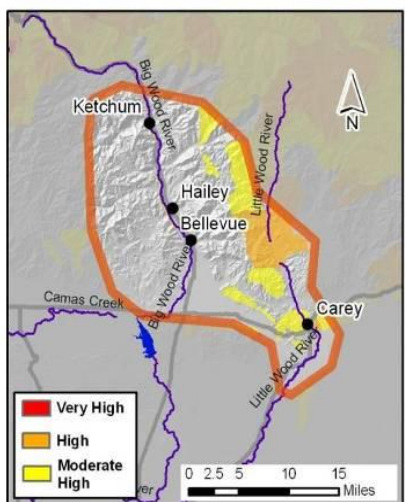 Big Wood River
Ketchum
N
Little Wood River
Hailey
Bellevue
Big Wood River
Camas Creek
Carey
Little Wood River
Very High
High
Moderate
High
ver
0 2.5 5 10 15
Miles